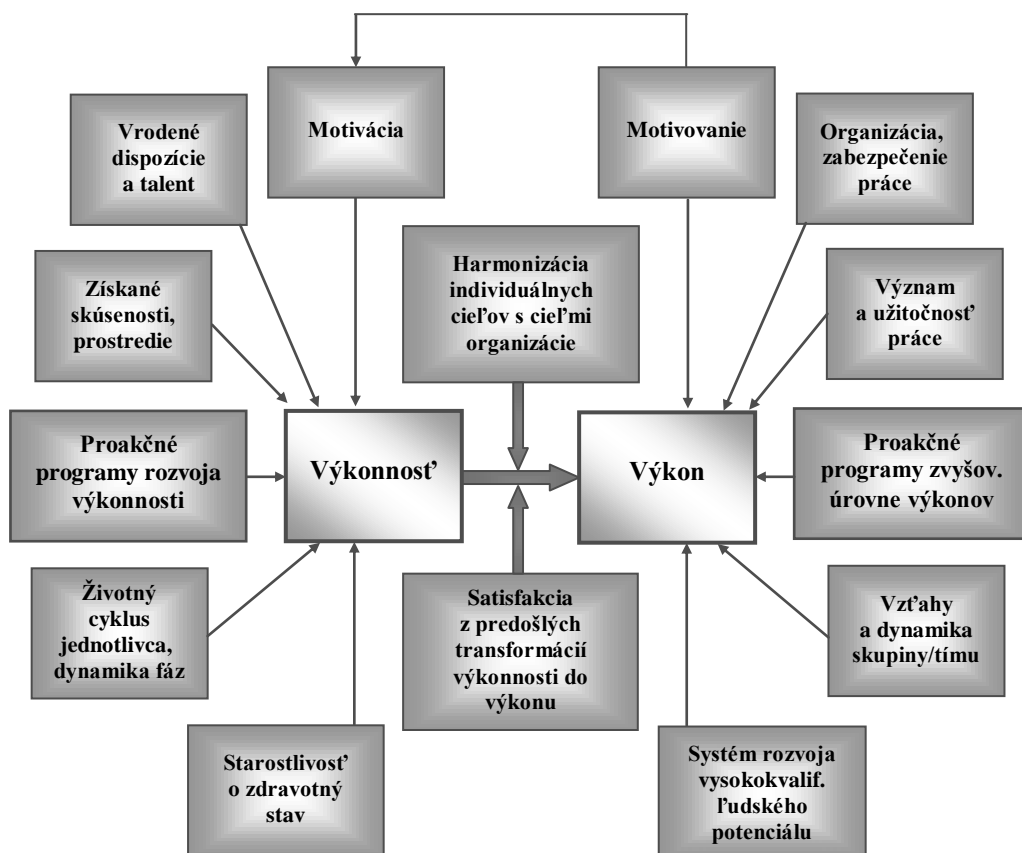 Motivácia
Motivovanie
Vrodené
dispozície
a talent
Organizácia,
zabezpečenie
práce
Harmonizácia
individuálnych
cieľov s cieľmi
organizácie
Získané
skúsenosti,
prostredie
Význam
a užitočnosť
práce
Proakčné
programy rozvoja
výkonnosti
Výkonnosť
Výkon
Proakčné
programy zvyšov.
úrovne výkonov
Životný
cyklus
jednotlivca,
dynamika fáz
Satisfakcia
z predošlých
transformácií
výkonnosti do
výkonu
Vzťahy
a dynamika
skupiny/tímu
Starostlivosť
o zdravotný
stav
Systém rozvoja
vysokokvalif.
ľudského
potenciálu